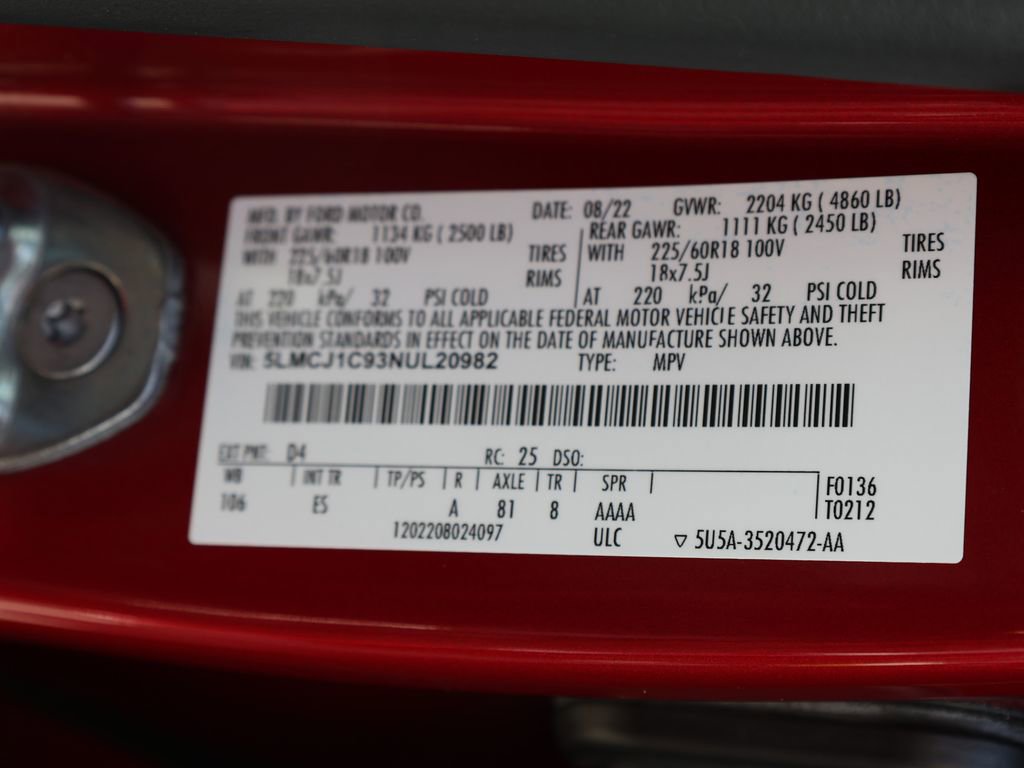 MFD. BY FORD MOTOR CO. DATE: 08/22 GVWR: 2204 KG ( 4860 LB)
FRONT GAWR: 1134 KG ( 2500 LB) REAR GAWR: 1111 KG ( 2450 LB)
WITH 225/60R18 100V TIRES WITH 225/60R18 100V TIRES
18x7.5J RIMS 18x7.5J RIMS
AT 220 kPa/ 32 PSI COLD AT 220 kPa/ 32 PSI COLD
THIS VEHICLE CONFORMS TO ALL APPLICABLE FEDERAL MOTOR VEHICLE SAFETY AND THEFT
PREVENTION STANDARDS IN EFFECT ON THE DATE OF MANUFACTURE SHOWN ABOVE.
VIN: 5LMCJ1C93NUL20982 TYPE: MPV
EXT PNT: D4 RC: 25 DSO:
WB INT TR TP/PS R AXLE TR SPR F0136
106 ES A 81 8 AAAA T0212
1202208024097 ULC ▽ 5U5A-3520472-AA